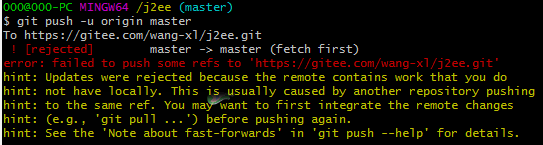 OOO@OOO-PC MINGW64 /j2ee (master)
$ git push -u origin master
To https://gitee.com/wang-xl/j2ee.git
! [rejected] master -> master (fetch first)
error: failed to push some refs to 'https://gitee.com/wang-xl/j2ee.git'
hint: Updates were rejected because the remote contains work that you do
hint: not have locally. This is usually caused by another repository pushing
hint: to the same ref. You may want to first integrate the remote changes
hint: (e.g., 'git pull ...') before pushing again.
hint: See the 'Note about fast-forwards' in 'git push --help' for details.